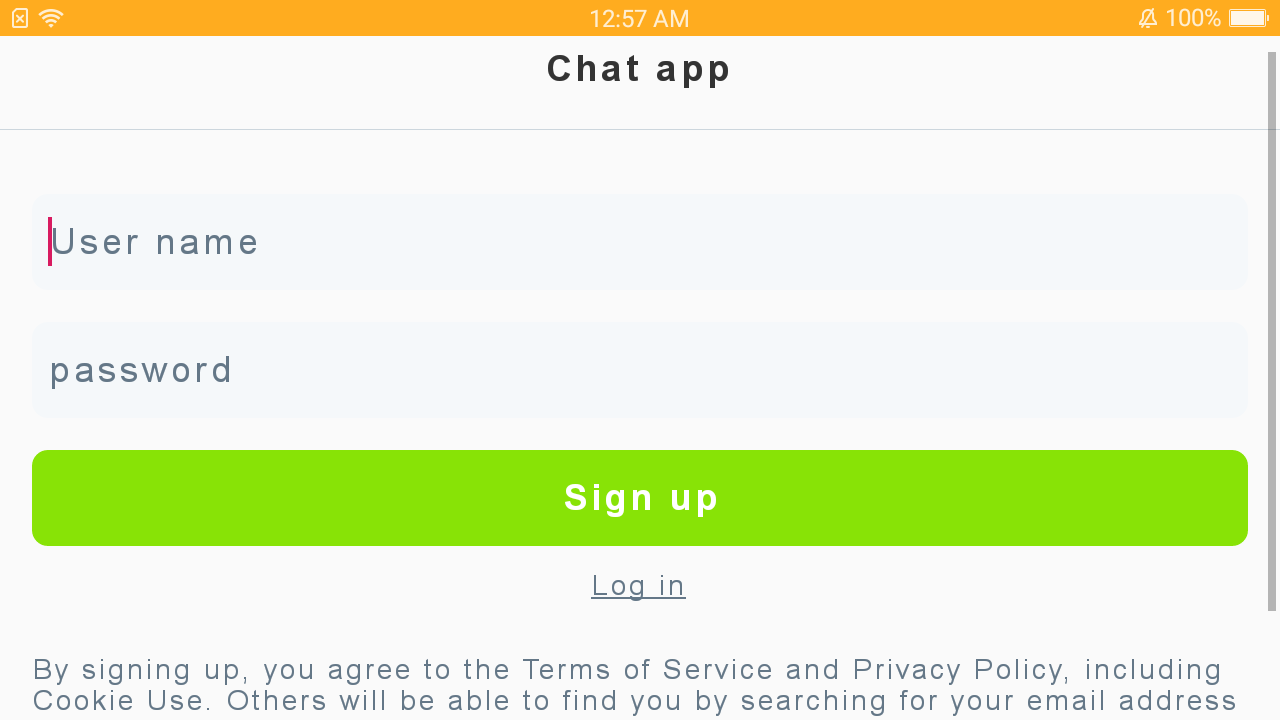 12:57 AM
100%
Chat app
User name
password
Sign up
Log in
By signing up, you agree to the Terms of Service and Privacy Policy, including
Cookie Use. Others will be able to find you by searching for your email address